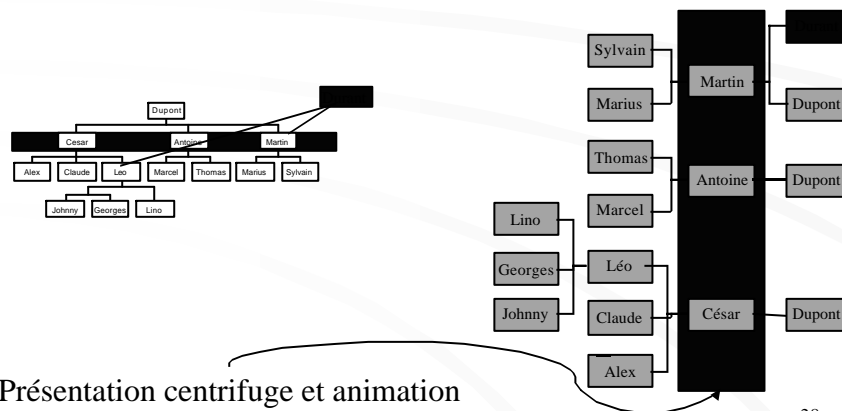 Dupont
Cesar Antoine Martin
Alex Claude Leo Marcel Thomas Marius Sylvain
Johnny Georges Lino
Sylvain
Martin
Marius Dupont
Thomas
Antoine Dupont
Marcel
Lino
Georges Léo
Johnny Claude César Dupont
Alex
Présentation centrifuge et animation